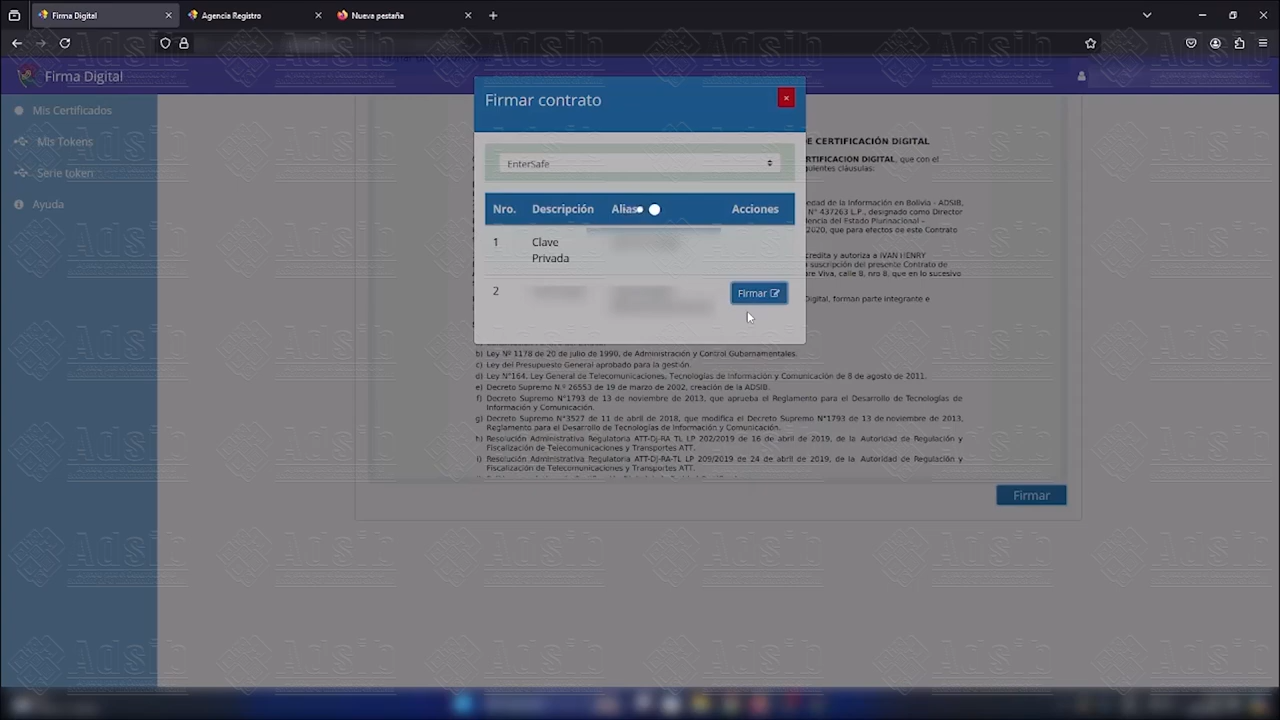 Firma Digital
Agencia Registro
Nueva pestaña
Firma Digital
Mis Certificados
Mis Tokens
Serie token
Ayuda
Firmar contrato
EnterSafe
Nro. Descripción Alias Acciones
1 Clave Privada
2 Firmar
E CERTIFICACIÓN DIGITAL
RTIFICACION DIGITAL, que con el
guientes cláusulas:
iedad de la Información en Bolivia - ADSIB,
N° 437263 L.P., designado como Director
dencia del Estado Plurinacional –
2020, que para efectos de este Contrato
credita y autoriza a IVAN HENRY
suscripción del presente Contrato de
are Viva, calle 8, nro 8, que en lo sucesivo
Digital, forman parte integrante e
b) Ley Nº 1178 de 20 de julio de 1990, de Administración y Control Gubernamentales.
c) Ley del Presupuesto General aprobado para la gestión.
d) Ley N°164, Ley General de Telecomunicaciones, Tecnologías de Información y Comunicación de 8 de agosto de 2011.
e) Decreto Supremo N.º 26553 de 19 de marzo de 2002, creación de la ADSIB.
f) Decreto Supremo N°1793 de 13 de noviembre de 2013, que aprueba el Reglamento para el Desarrollo de Tecnologías de
Información y Comunicación.
g) Decreto Supremo N°3527 de 11 de abril de 2018, que modifica el Decreto Supremo N°1793 de 13 de noviembre de 2013,
Reglamento para el Desarrollo de Tecnologías de Información y Comunicación.
h) Resolución Administrativa Regulatoria ATT-DJ-RA TL LP 202/2019 de 16 de abril de 2019, de la Autoridad de Regulación y
Fiscalización de Telecomunicaciones y Transportes ATT.
i) Resolución Administrativa Regulatoria ATT-DJ-RA-TL LP 209/2019 de 24 de abril de 2019, de la Autoridad de Regulación y
Fiscalización de Telecomunicaciones y Transportes ATT.
Firmar
Adsib